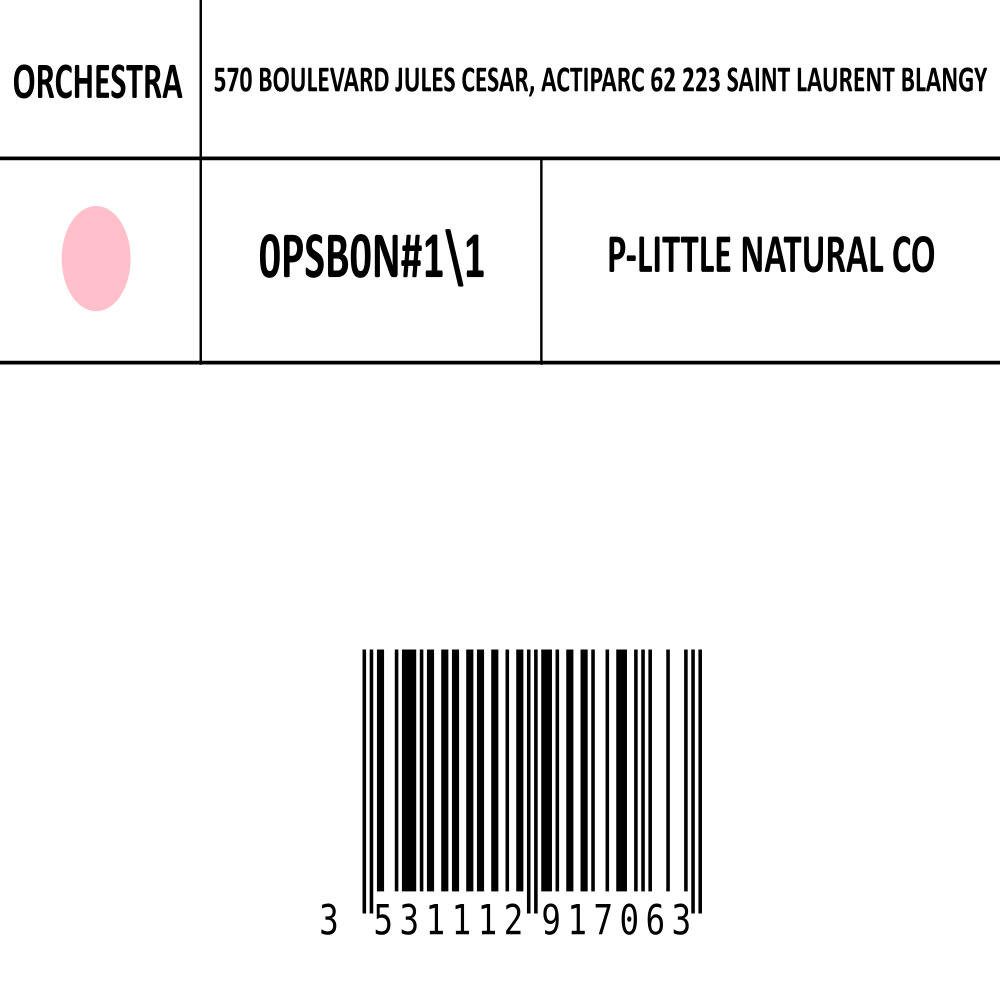 ORCHESTRA
570 BOULEVARD JULES CESAR, ACTIPARC 62 223 SAINT LAURENT BLANGY
0PSB0N#1\1
P-LITTLE NATURAL CO
3 531112 917063